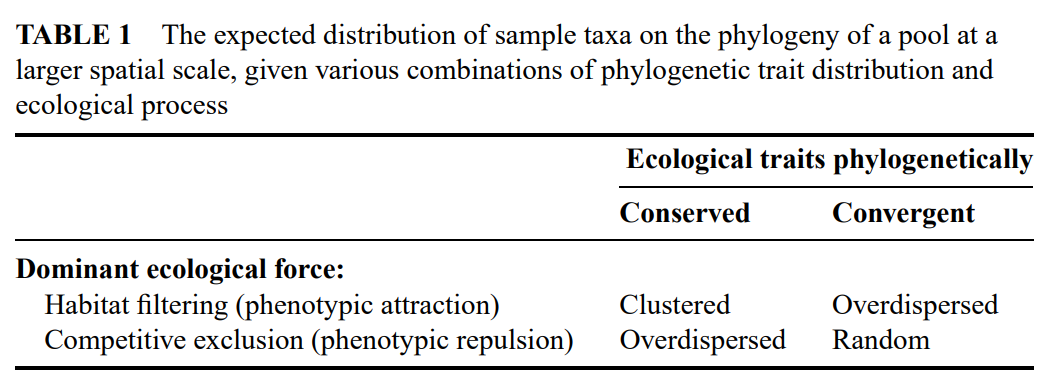 TABLE 1 The expected distribution of sample taxa on the phylogeny of a pool at a
larger spatial scale, given various combinations of phylogenetic trait distribution and
ecological process
Ecological traits phylogenetically
Conserved Convergent
Dominant ecological force:
Habitat filtering (phenotypic attraction) Clustered Overdispersed
Competitive exclusion (phenotypic repulsion) Overdispersed Random